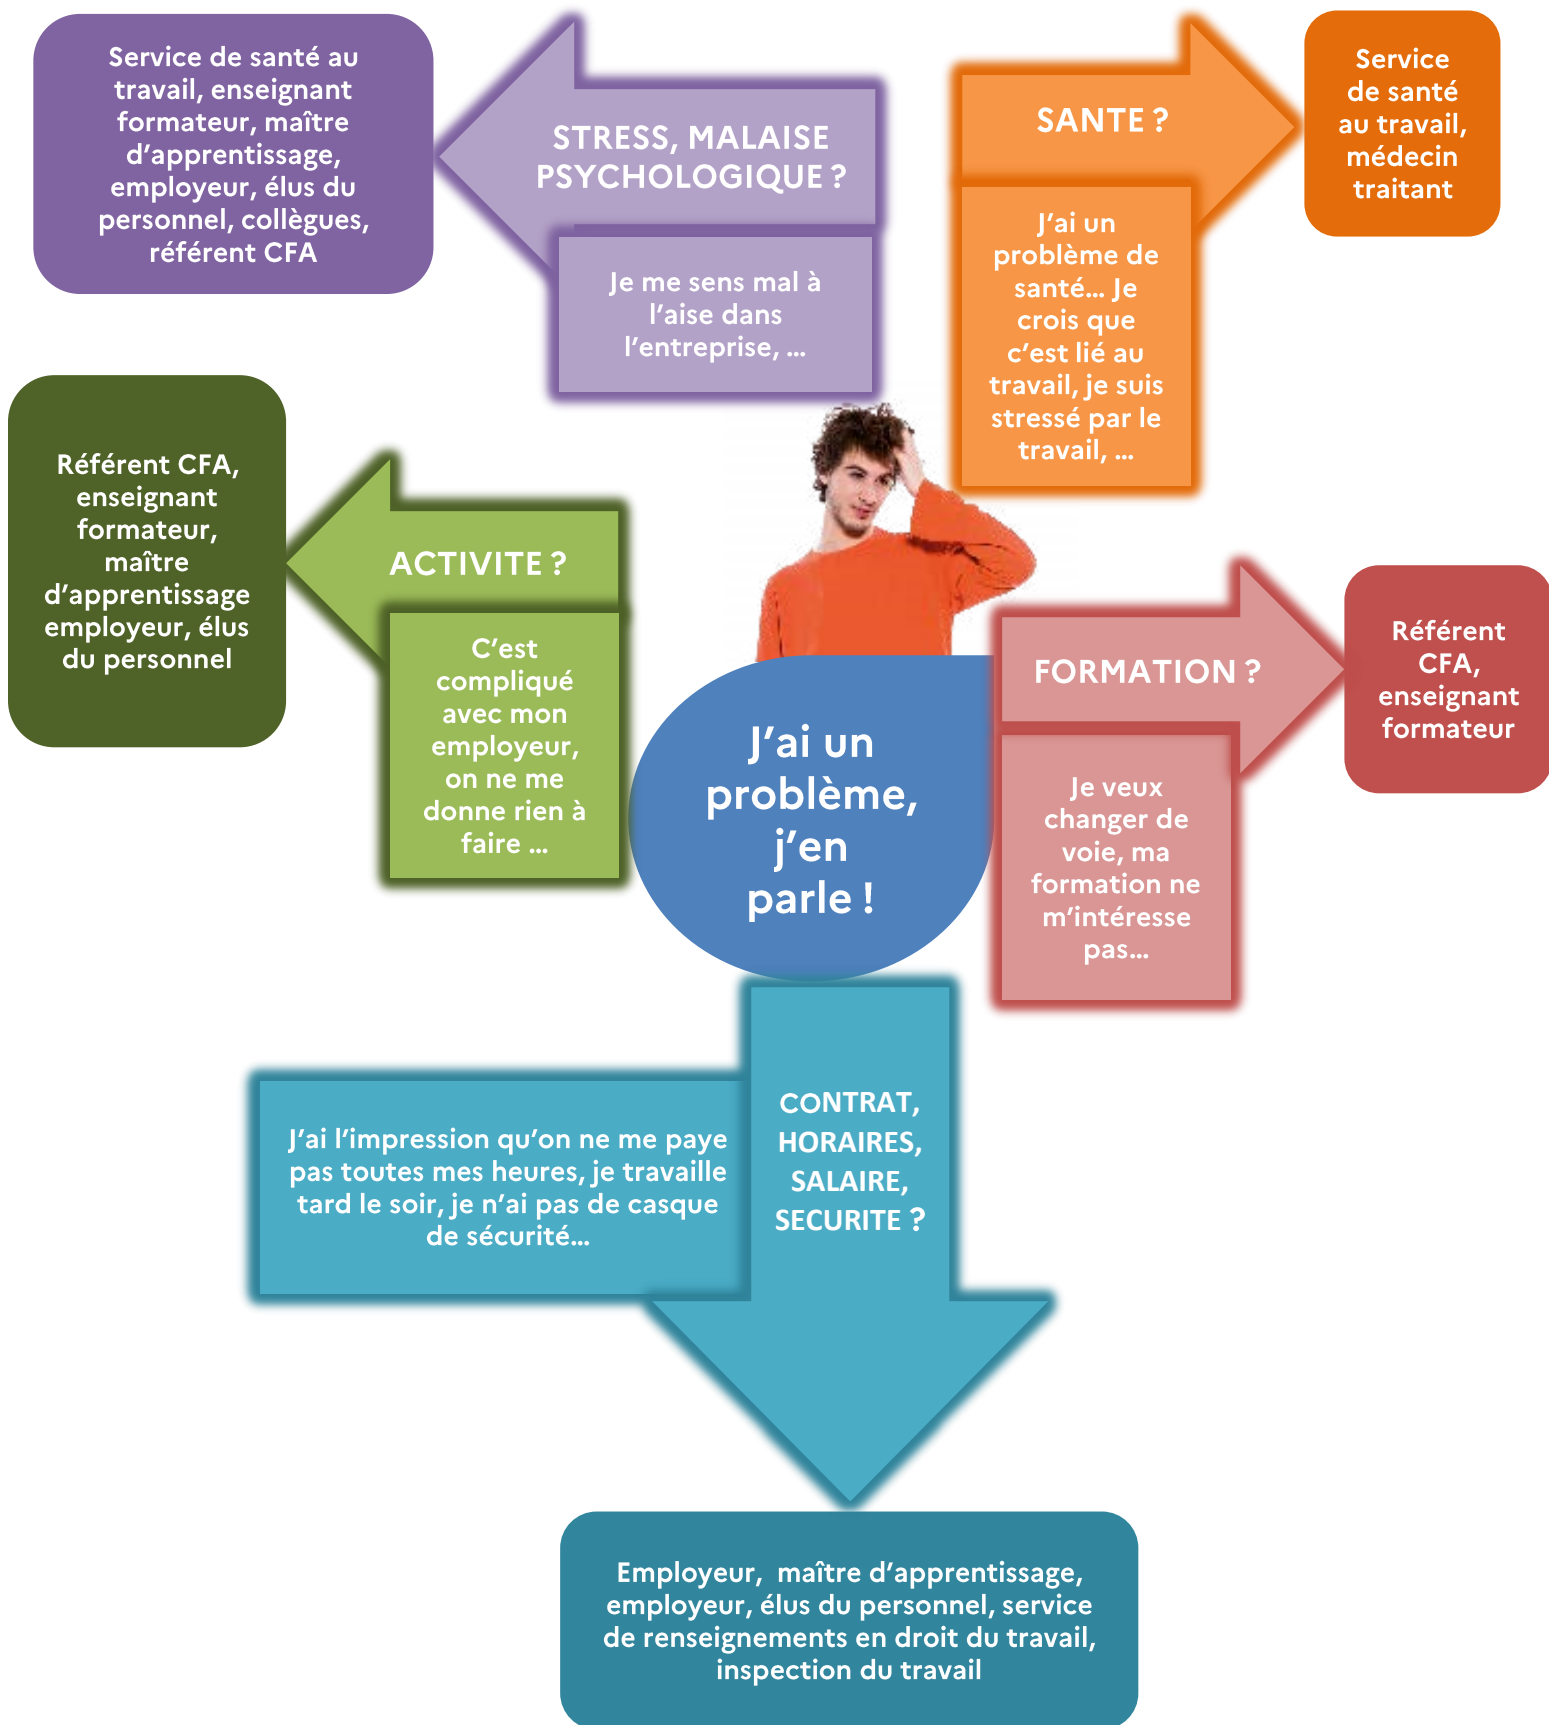 Service de santé au
travail, enseignant
formateur, maître
d’apprentissage,
employeur, élus du
personnel, collègues,
référent CFA
STRESS, MALAISE
PSYCHOLOGIQUE ?
Je me sens mal à
l’aise dans
l’entreprise, …
SANTE ?
J’ai un
problème de
santé… Je
crois que
c’est lié au
travail, je suis
stressé par le
travail, …
Service
de santé
au travail,
médecin
traitant
Référent CFA,
enseignant
formateur,
maître
d’apprentissage
employeur, élus
du personnel
ACTIVITE ?
C’est
compliqué
avec mon
employeur,
on ne me
donne rien à
faire …
J’ai un
problème,
j’en
parle !
FORMATION ?
Je veux
changer de
voie, ma
formation ne
m’intéresse
pas…
Référent
CFA,
enseignant
formateur
J’ai l’impression qu’on ne me paye
pas toutes mes heures, je travaille
tard le soir, je n’ai pas de casque
de sécurité…
CONTRAT,
HORAIRES,
SALAIRE,
SECURITE ?
Employeur,  maître d’apprentissage,
employeur, élus du personnel, service
de renseignements en droit du travail,
inspection du travail